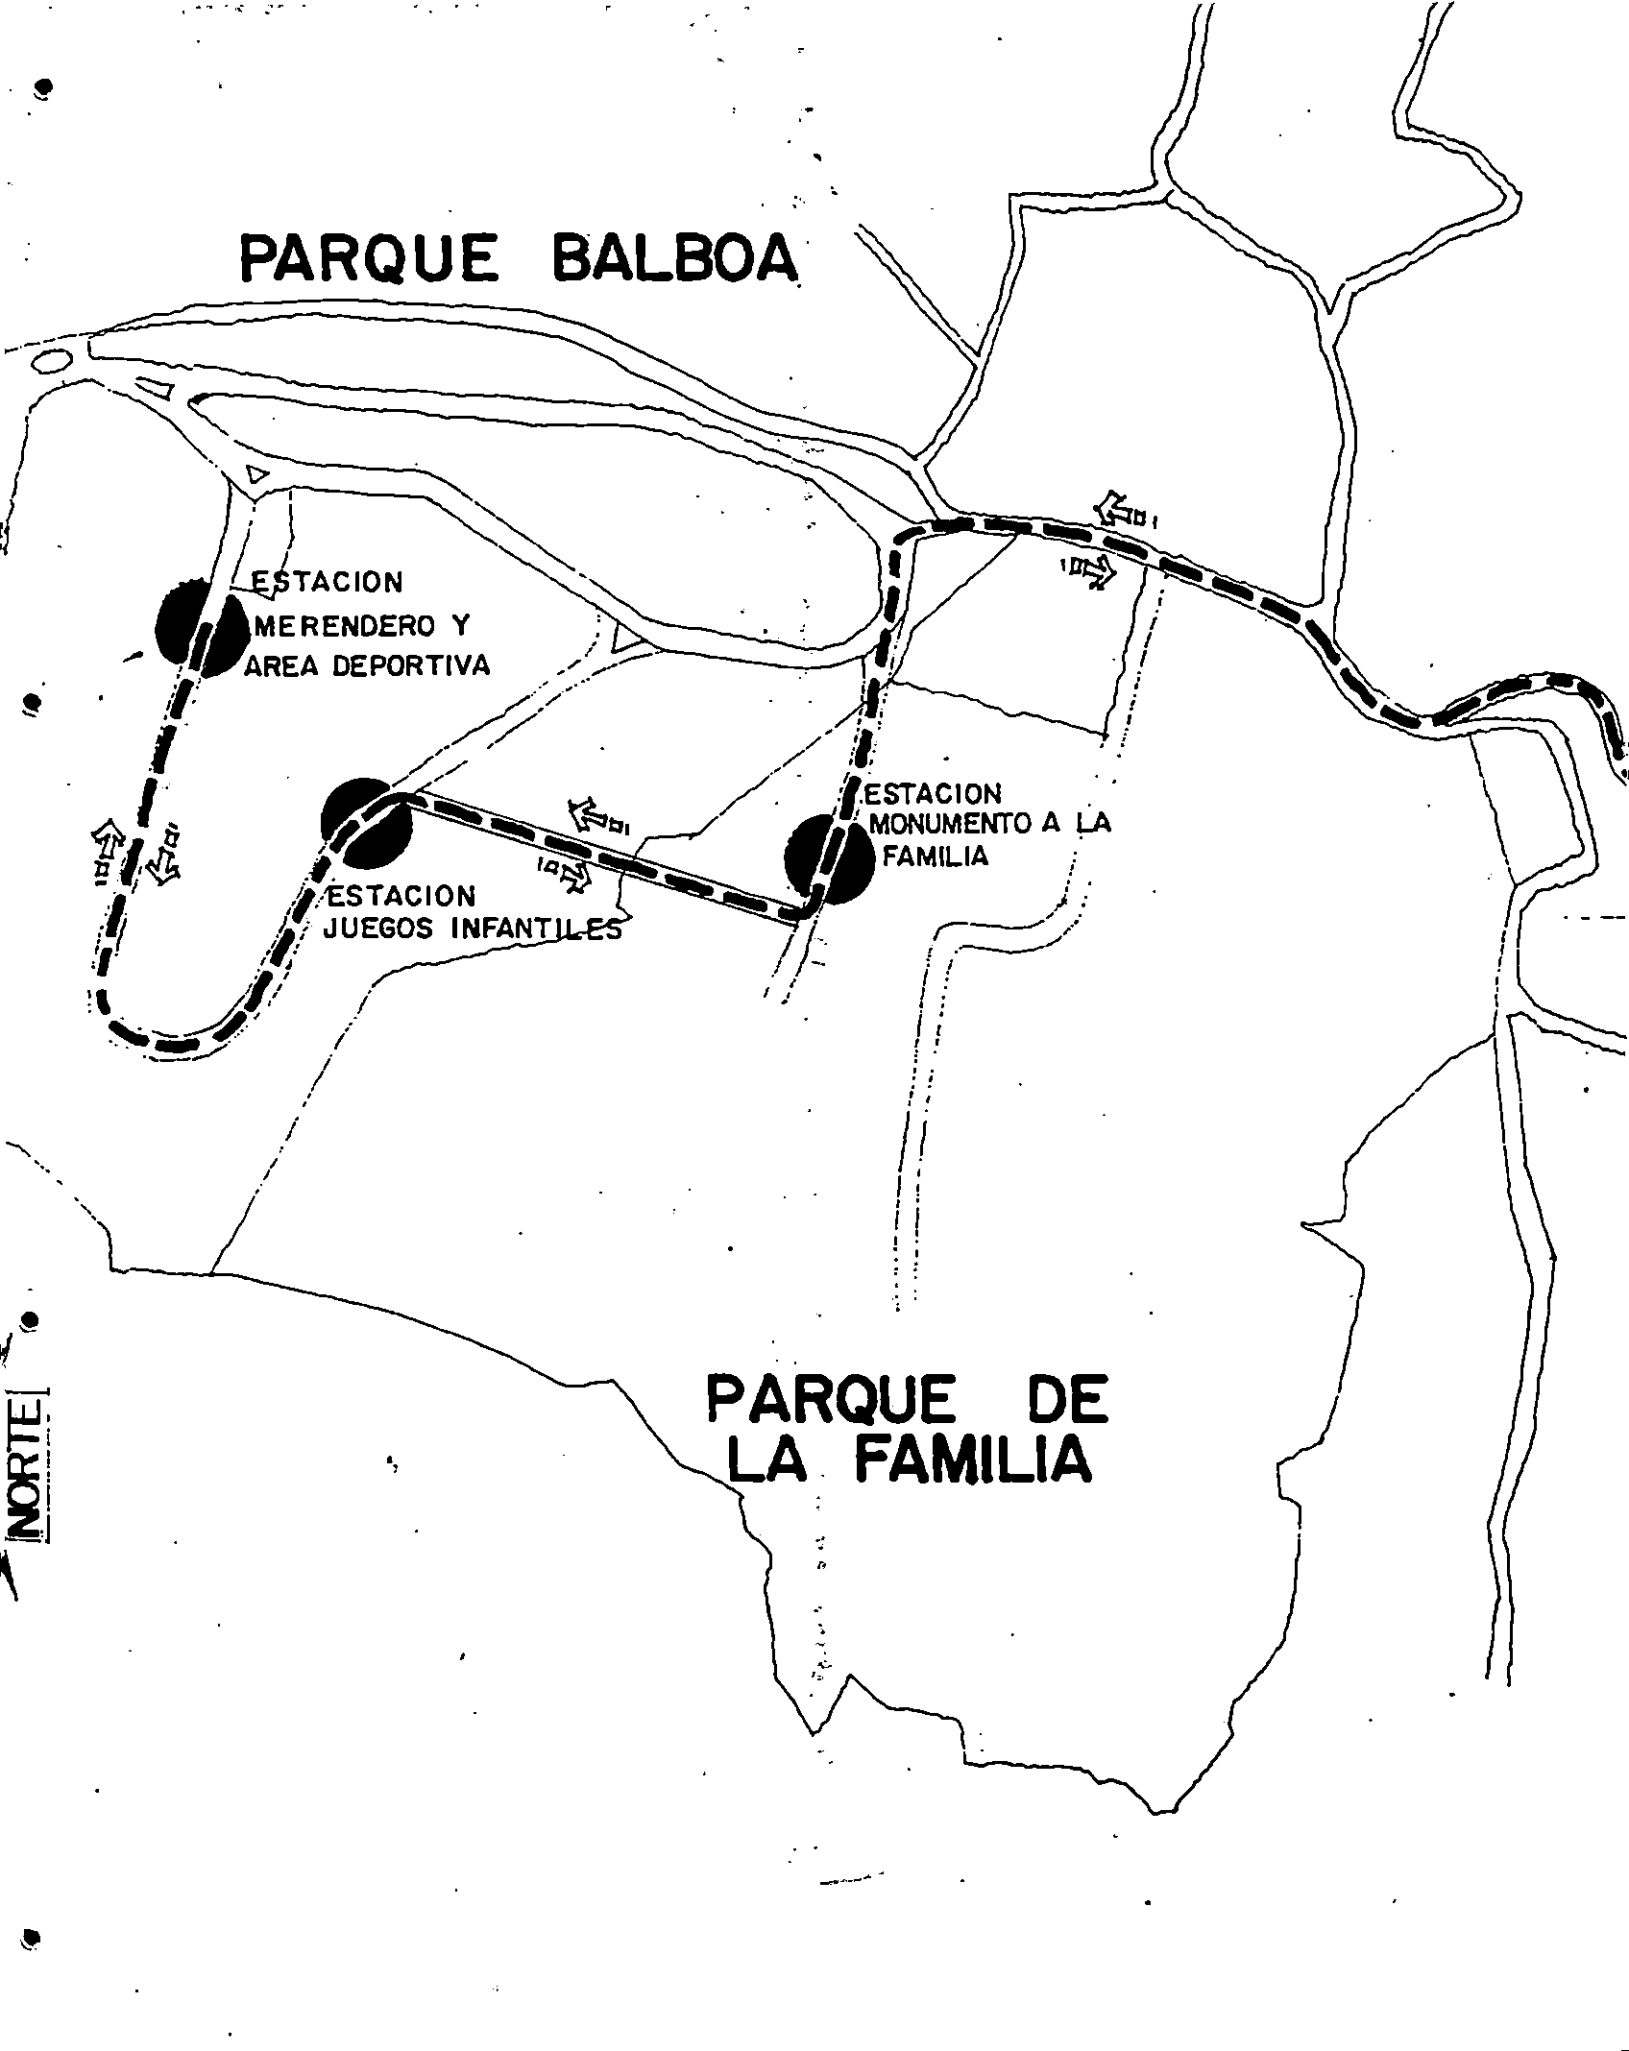 PARQUE BALBOA
ESTACION
MERENDERO Y
AREA DEPORTIVA
ESTACION
MONUMENTO A LA
FAMILIA
ESTACION
JUEGOS INFANTILES
PARQUE DE
LA FAMILIA
NORTE